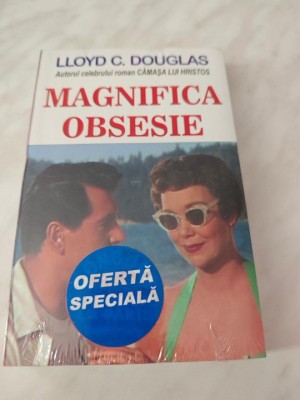 LLOYD C. DOUGLAS
Autorul celebrului roman CĂMAȘA LUI HRISTOS
MAGNIFICA
OBSESIE
OFERTĂ
SPECIALĂ